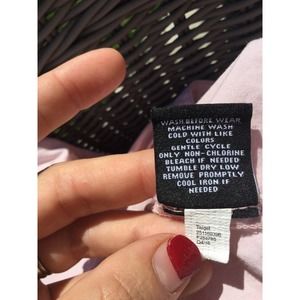 WASH BEFORE WEAR
MACHINE WASH
COLD WITH LIKE
COLORS
GENTLE CYCLE
ONLY NON-CHLORINE
BLEACH IF NEEDED
TUMBLE DRY LOW
REMOVE PROMPTLY
COOL IRON IF
NEEDED
Target